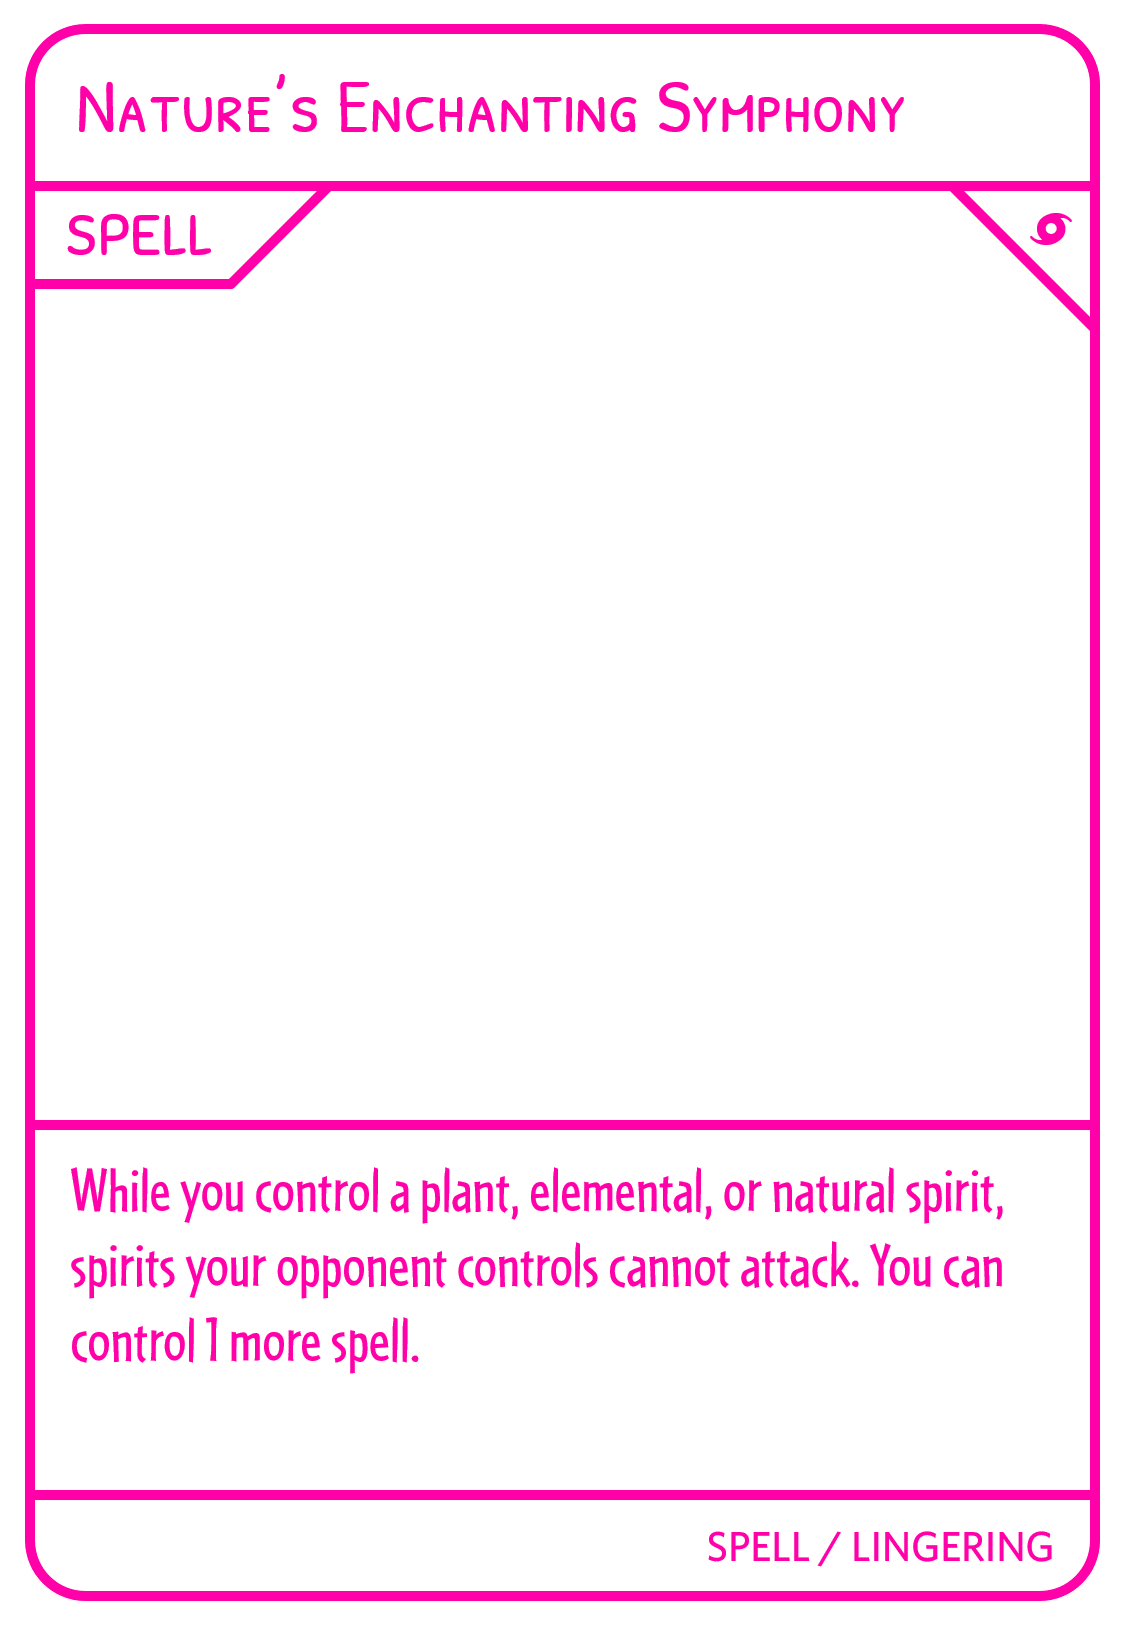 Nature's Enchanting Symphony
SPELL
While you control a plant, elemental, or natural spirit,
spirits your opponent controls cannot attack. You can
control 1 more spell.
SPELL / LINGERING